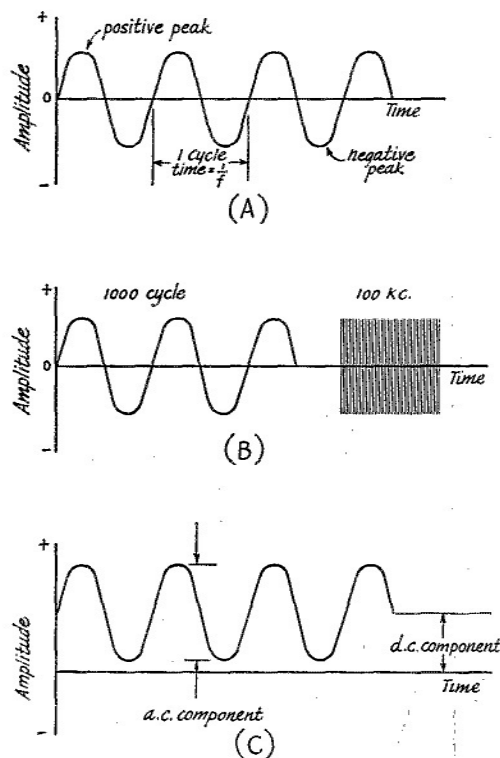 +
positive peak
Amplitude
0
Time
1 cycle
time = 1/f
negative
peak
-
(A)
+
1000 cycle
100 kc.
Amplitude
0
Time
-
(B)
+
Amplitude
d.c. component
Time
a.c. component
-
(C)